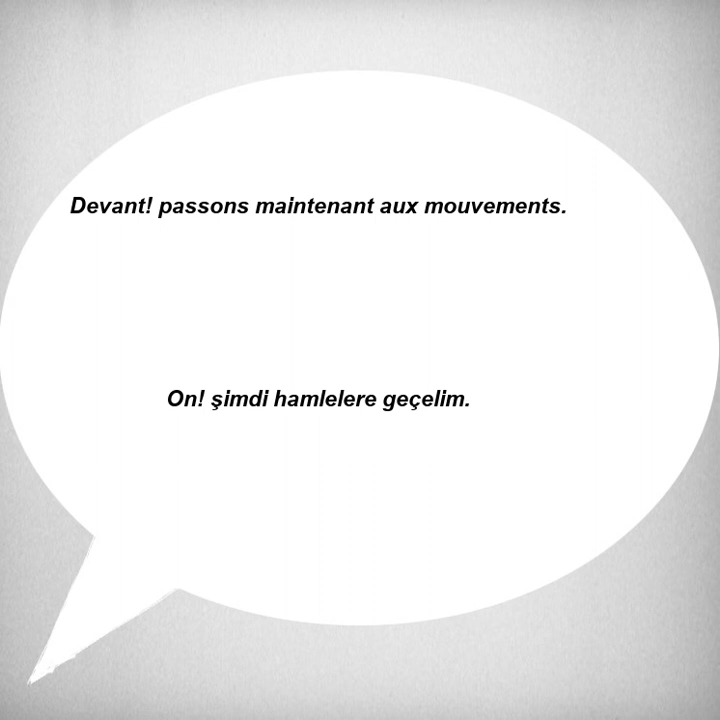 Devant! passons maintenant aux mouvements.
On! şimdi hamlelere geçelim.